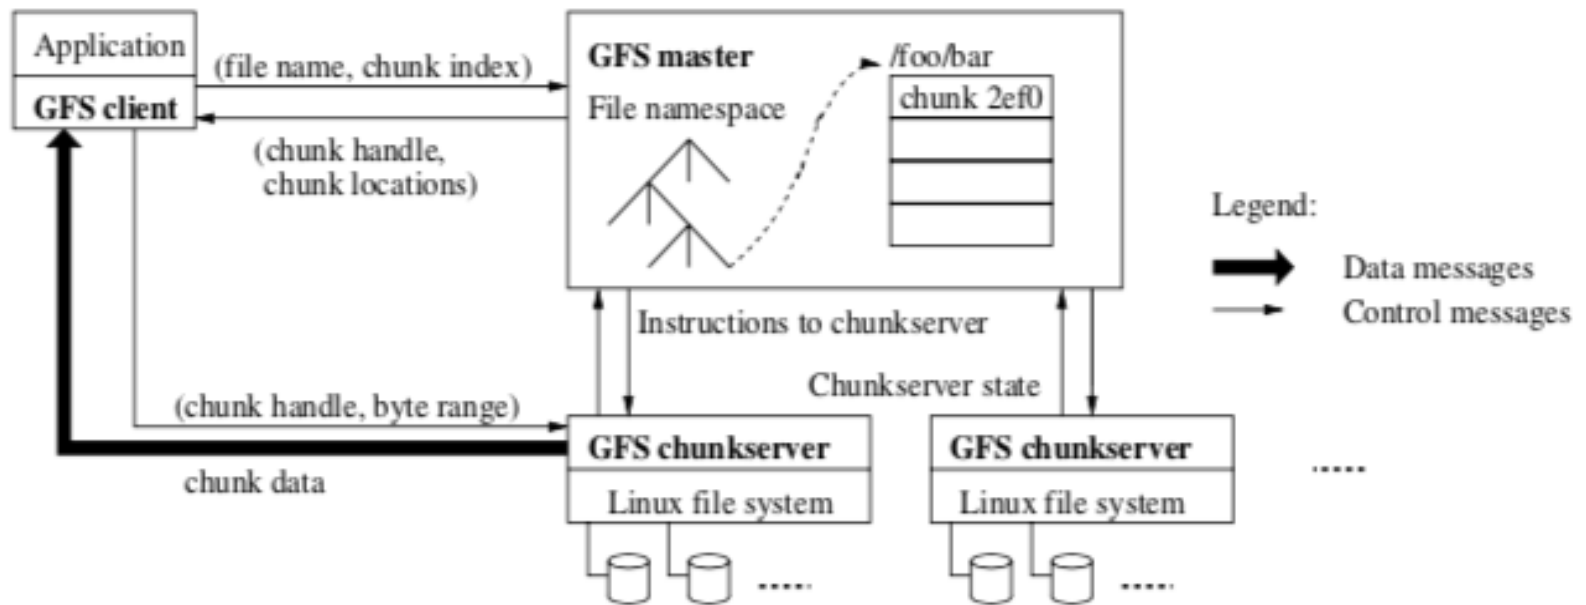 Application
GFS client
(file name, chunk index)
(chunk handle,
chunk locations)
GFS master
File namespace
/foo/bar
chunk 2ef0
Legend:
Data messages
Control messages
Instructions to chunkserver
Chunkserver state
(chunk handle, byte range)
chunk data
GFS chunkserver
Linux file system
GFS chunkserver
Linux file system